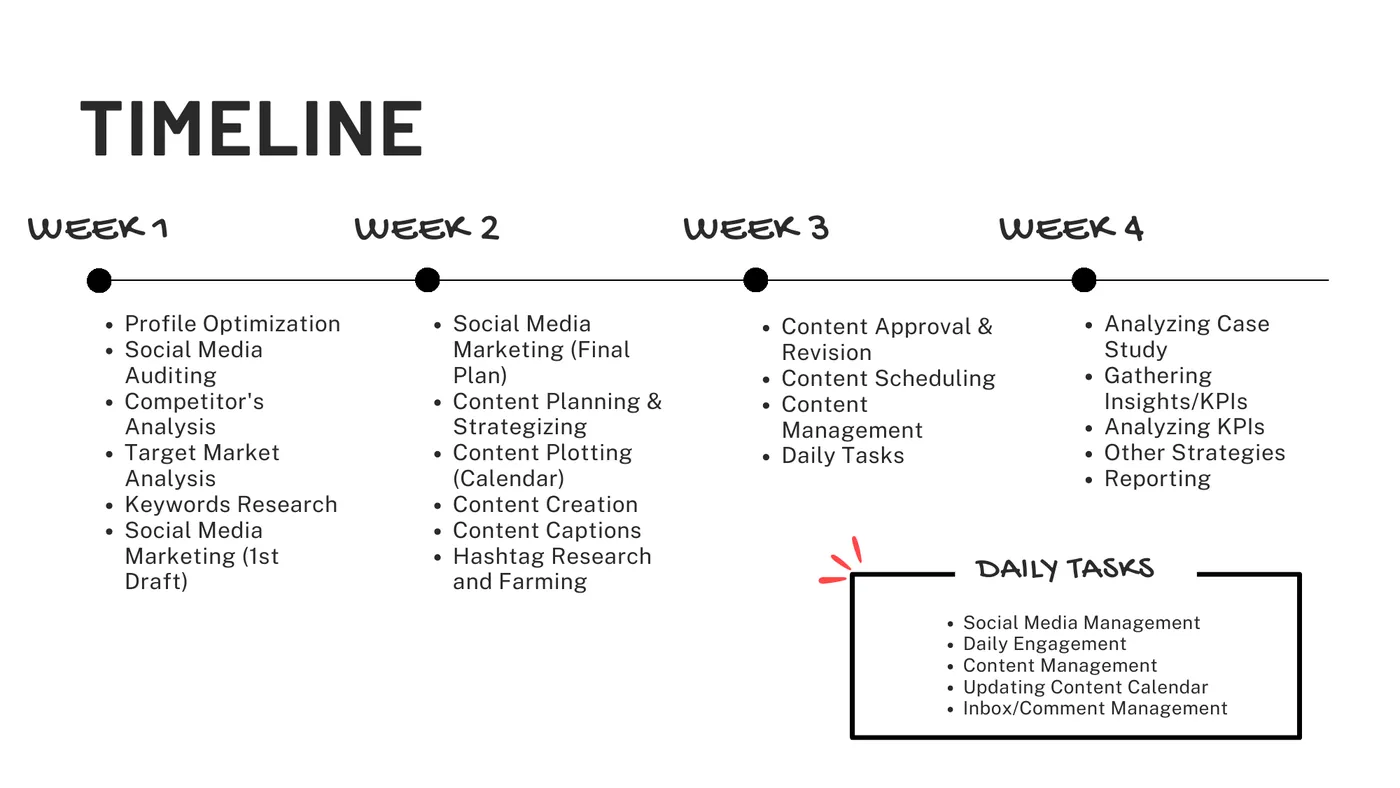 TIMELINE
WEEK 1
• Profile Optimization
• Social Media
Auditing
• Competitor's
Analysis
• Target Market
Analysis
• Keywords Research
• Social Media
Marketing (1st
Draft)
WEEK 2
• Social Media
Marketing (Final
Plan)
• Content Planning &
Strategizing
• Content Plotting
(Calendar)
• Content Creation
• Content Captions
• Hashtag Research
and Farming
WEEK 3
• Content Approval &
Revision
• Content Scheduling
• Content
Management
• Daily Tasks
WEEK 4
• Analyzing Case
Study
• Gathering
Insights/KPIs
• Analyzing KPIs
• Other Strategies
• Reporting
DAILY TASKS
• Social Media Management
• Daily Engagement
• Content Management
• Updating Content Calendar
• Inbox/Comment Management